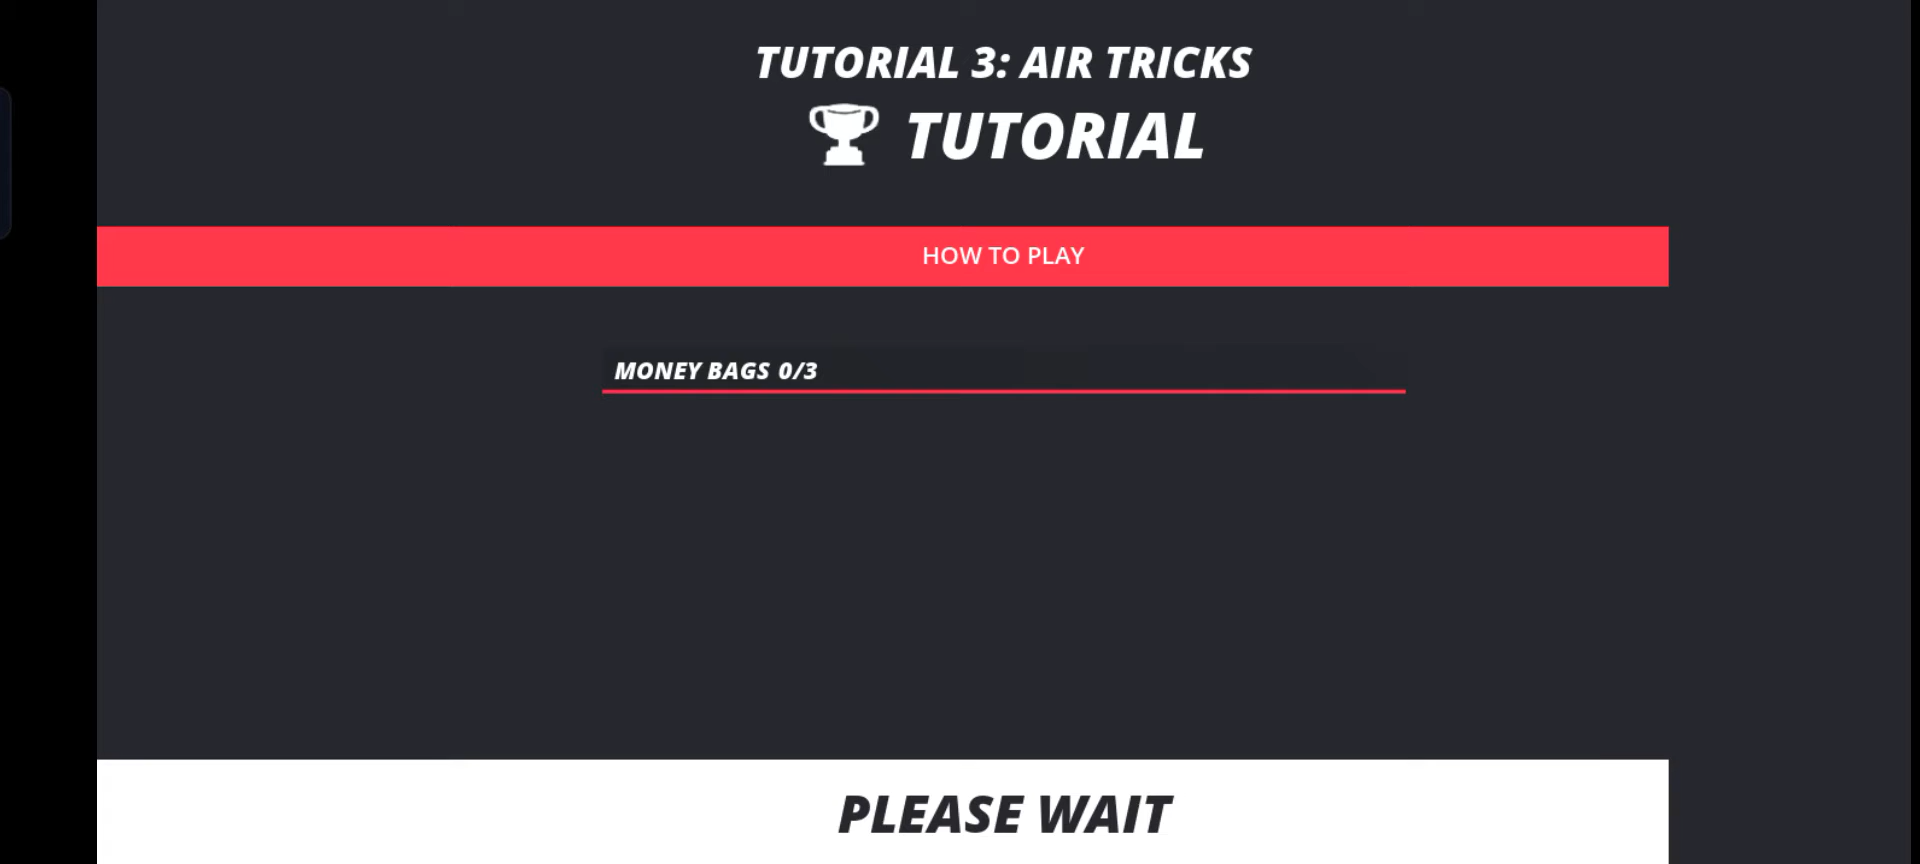 TUTORIAL 3: AIR TRICKS
TUTORIAL
HOW TO PLAY
MONEY BAGS 0/3
PLEASE WAIT